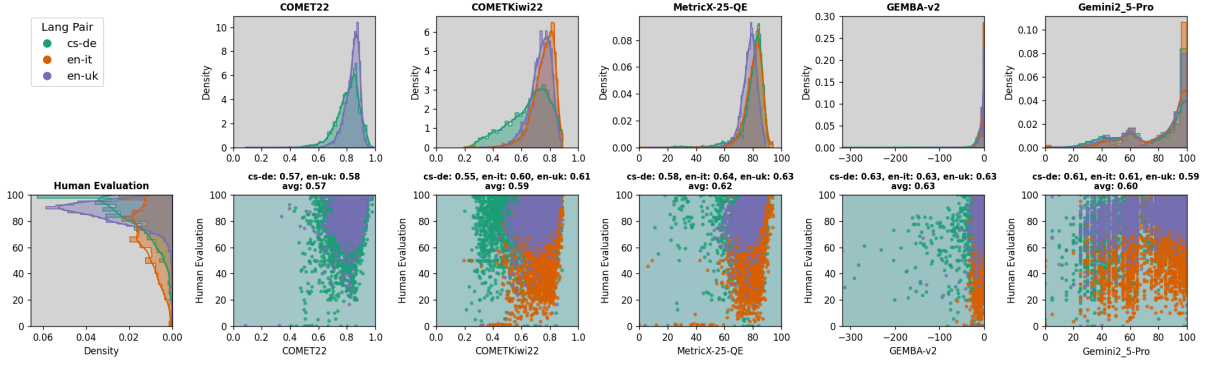 Lang Pair
cs-de
en-it
en-uk
COMET22
COMETKiwi22
MetricX-25-QE
GEMBA-v2
Gemini2_5-Pro
Density
10
8
6
4
2
0
0.0 0.2 0.4 0.6 0.8 1.0
Density
6
5
4
3
2
1
0
0.0 0.2 0.4 0.6 0.8 1.0
Density
0.08
0.06
0.04
0.02
0.00
0 20 40 60 80 100
Density
0.30
0.25
0.20
0.15
0.10
0.05
0.00
−300 −200 −100 0
Density
0.10
0.08
0.06
0.04
0.02
0.00
0 20 40 60 80 100
Human Evaluation
100
80
60
40
20
0
0.06 0.04 0.02 0.00
Density
cs-de: 0.57, en-uk: 0.58
avg: 0.57
Human Evaluation
100
80
60
40
20
0
0.0 0.2 0.4 0.6 0.8 1.0
COMET22
cs-de: 0.55, en-it: 0.60, en-uk: 0.61
avg: 0.59
Human Evaluation
100
80
60
40
20
0
0.0 0.2 0.4 0.6 0.8 1.0
COMETKiwi22
cs-de: 0.58, en-it: 0.64, en-uk: 0.63
avg: 0.62
Human Evaluation
100
80
60
40
20
0
0 20 40 60 80 100
MetricX-25-QE
cs-de: 0.63, en-it: 0.63, en-uk: 0.63
avg: 0.63
Human Evaluation
100
80
60
40
20
0
−300 −200 −100 0
GEMBA-v2
cs-de: 0.61, en-it: 0.61, en-uk: 0.59
avg: 0.60
Human Evaluation
100
80
60
40
20
0
0 20 40 60 80 100
Gemini2_5-Pro